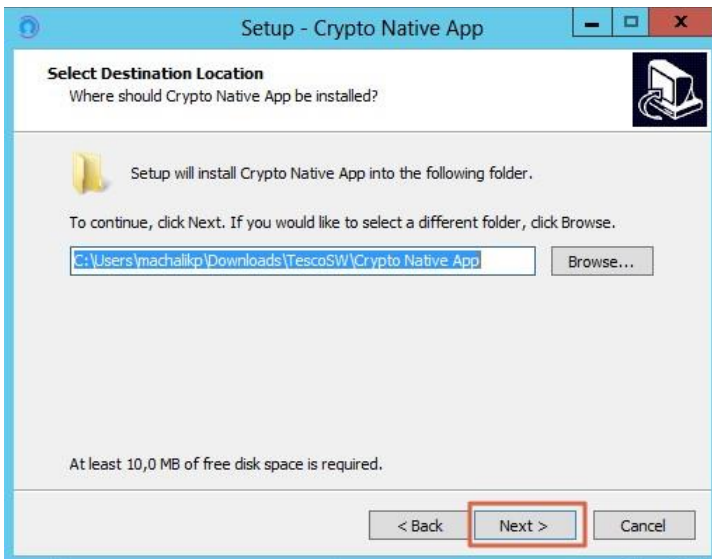 Setup - Crypto Native App
Select Destination Location
Where should Crypto Native App be installed?
Setup will install Crypto Native App into the following folder.
To continue, click Next. If you would like to select a different folder, click Browse.
C:\Users\machalikp\Downloads\TescoSW\Crypto Native App
Browse...
At least 10,0 MB of free disk space is required.
< Back
Next >
Cancel